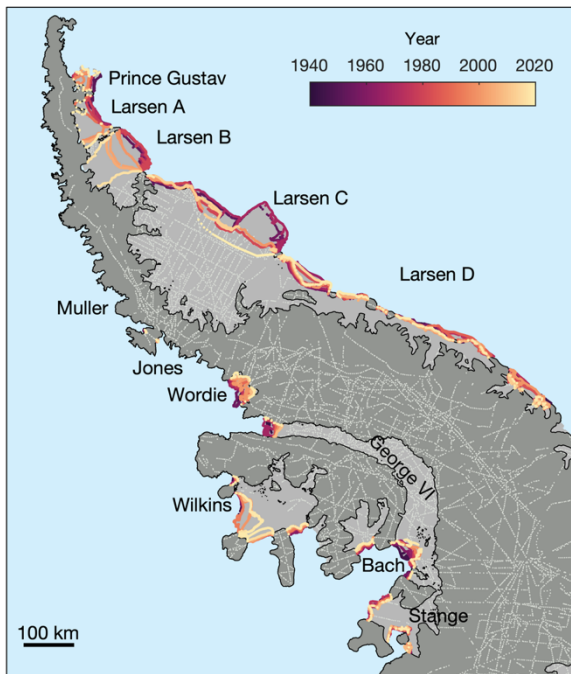 Year
1940 1960 1980 2000 2020
Prince Gustav
Larsen A
Larsen B
Larsen C
Larsen D
Muller
Jones
Wordie
George VI
Wilkins
Bach
Stange
100 km